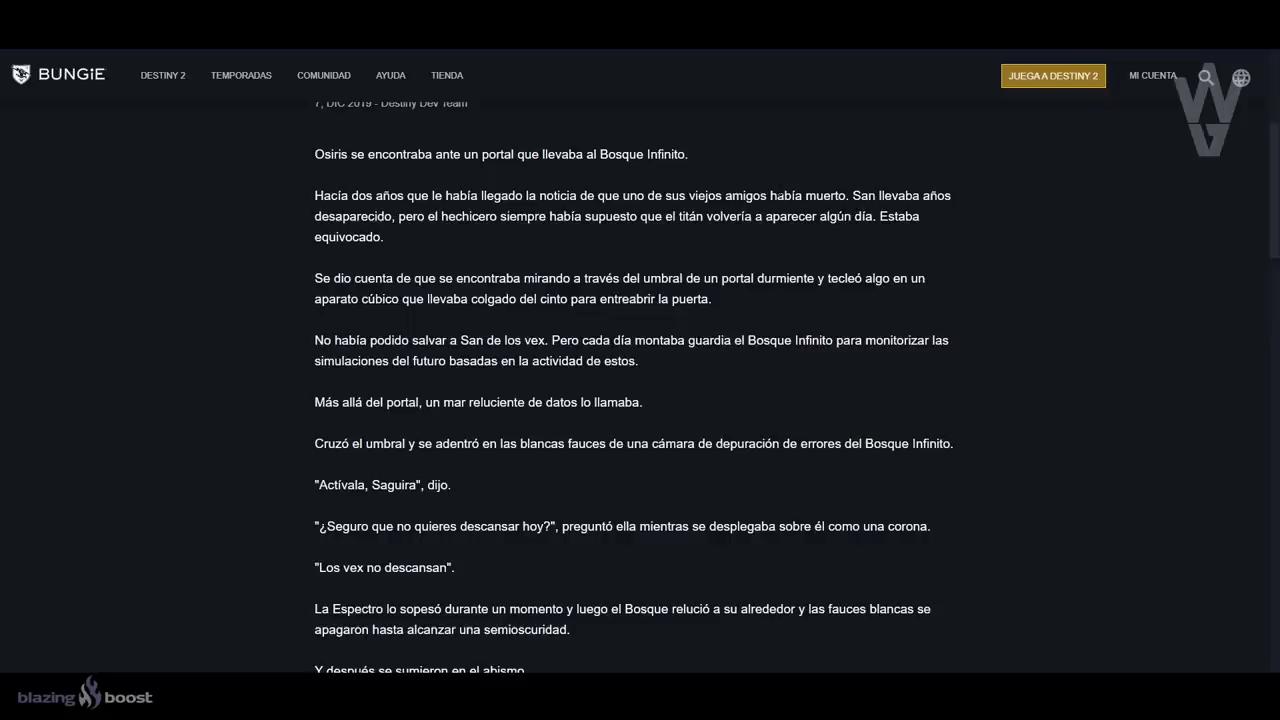 BUNGiE
DESTINY 2
TEMPORADAS
COMUNIDAD
AYUDA
TIENDA
JUEGA A DESTINY 2
MI CUENTA
7, DIC 2019 - Destiny Dev Team
Osiris se encontraba ante un portal que llevaba al Bosque Infinito.
Hacía dos años que le había llegado la noticia de que uno de sus viejos amigos había muerto. San llevaba años
desaparecido, pero el hechicero siempre había supuesto que el titán volvería a aparecer algún día. Estaba
equivocado.
Se dio cuenta de que se encontraba mirando a través del umbral de un portal durmiente y tecleó algo en un
aparato cúbico que llevaba colgado del cinto para entreabrir la puerta.
No había podido salvar a San de los vex. Pero cada día montaba guardia el Bosque Infinito para monitorizar las
simulaciones del futuro basadas en la actividad de estos.
Más allá del portal, un mar reluciente de datos lo llamaba.
Cruzó el umbral y se adentró en las blancas fauces de una cámara de depuración de errores del Bosque Infinito.
"Actívala, Saguira", dijo.
"¿Seguro que no quieres descansar hoy?", preguntó ella mientras se desplegaba sobre él como una corona.
"Los vex no descansan".
La Espectro lo sopesó durante un momento y luego el Bosque relució a su alrededor y las fauces blancas se
apagaron hasta alcanzar una semioscuridad.
Y después se sumieron en el abismo
blazing boost